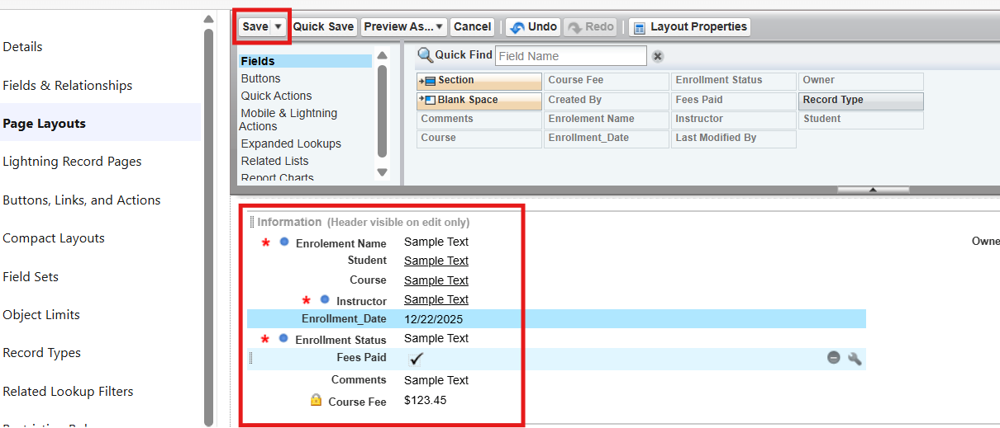 Details
Fields & Relationships
Page Layouts
Lightning Record Pages
Buttons, Links, and Actions
Compact Layouts
Field Sets
Object Limits
Record Types
Related Lookup Filters
Save Quick Save Preview As... Cancel Undo Redo Layout Properties
Fields
Buttons
Quick Actions
Mobile & Lightning
Actions
Expanded Lookups
Related Lists
Report Charts
Quick Find Field Name
Section Course Fee Enrollment Status Owner
Blank Space Created By Fees Paid Record Type
Comments Enrolement Name Instructor Student
Course Enrollment_Date Last Modified By
Information (Header visible on edit only)
* Enrolement Name Sample Text Owne
Student Sample Text
Course Sample Text
* Instructor Sample Text
Enrollment_Date 12/22/2025
* Enrollment Status Sample Text
Fees Paid ✓
Comments Sample Text
Course Fee $123.45